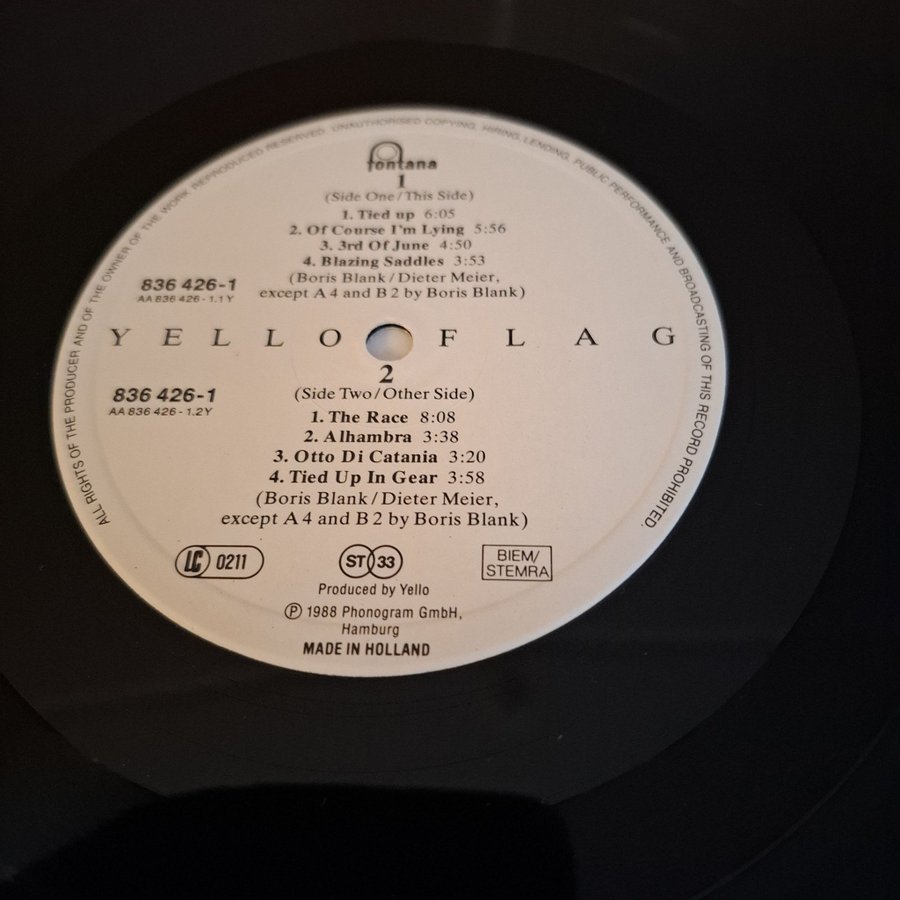 ALL RIGHTS OF THE PRODUCER AND OF THE OWNER OF THE WORK REPRODUCED RESERVED. UNAUTHORISED COPYING, HIRING, LENDING, PUBLIC PERFORMANCE AND BROADCASTING OF THIS RECORD PROHIBITED.
fontana
1
(Side One/This Side)
1. Tied up 6:05
2. Of Course I'm Lying 5:56
3. 3rd Of June 4:50
4. Blazing Saddles 3:53
(Boris Blank/Dieter Meier,
except A 4 and B 2 by Boris Blank)
836 426-1
AA 836 426 - 1.1 Y
YELLO FLAG
2
836 426-1
AA 836 426 - 1.2 Y
(Side Two/Other Side)
1. The Race 8:08
2. Alhambra 3:38
3. Otto Di Catania 3:20
4. Tied Up In Gear 3:58
(Boris Blank/Dieter Meier,
except A 4 and B 2 by Boris Blank)
LC 0211
ST 33
BIEM/
STEMRA
Produced by Yello
℗ 1988 Phonogram GmbH,
Hamburg
MADE IN HOLLAND